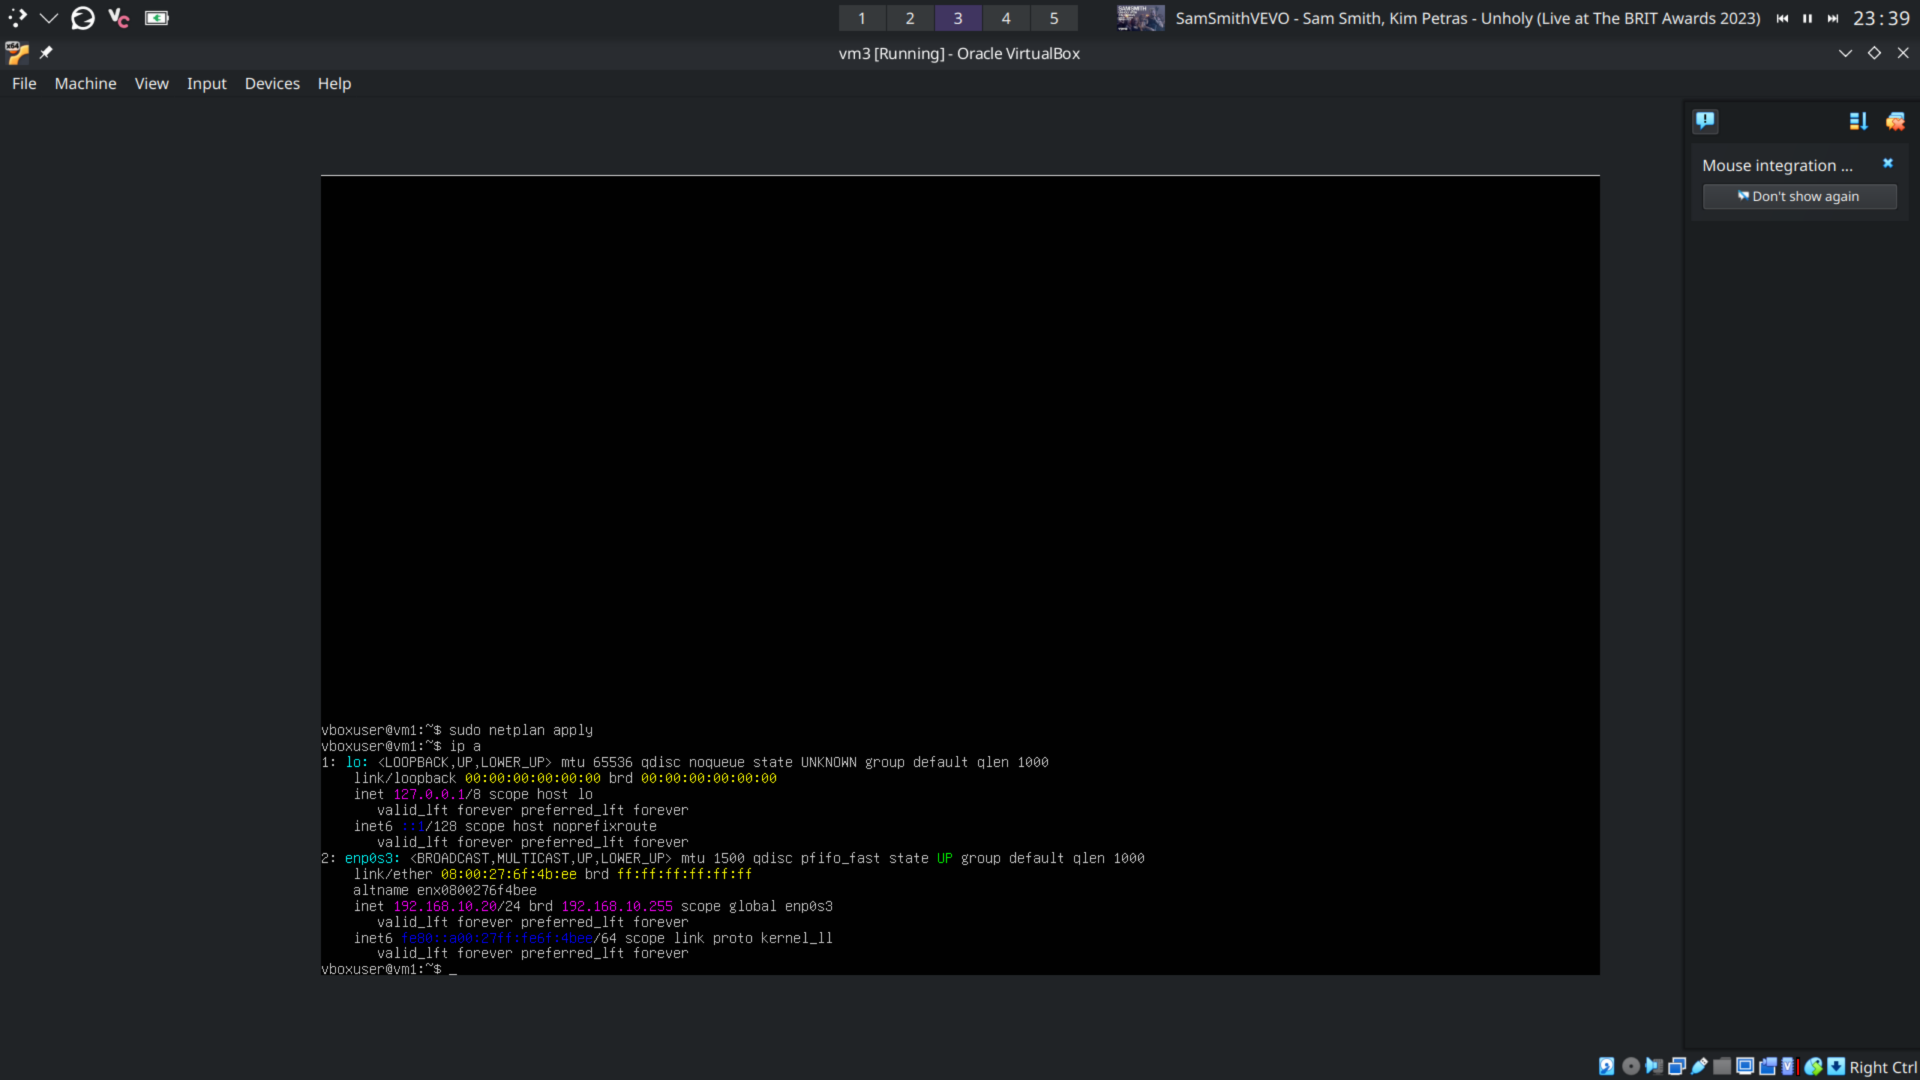 1 2 3 4 5
SamSmithVEVO - Sam Smith, Kim Petras - Unholy (Live at The BRIT Awards 2023)
23:39
vm3 [Running] - Oracle VirtualBox
File Machine View Input Devices Help
Mouse integration ...
Don't show again
vboxuser@vm1:~$ sudo netplan apply
vboxuser@vm1:~$ ip a
1: lo: <LOOPBACK,UP,LOWER_UP> mtu 65536 qdisc noqueue state UNKNOWN group default qlen 1000
    link/loopback 00:00:00:00:00:00 brd 00:00:00:00:00:00
    inet 127.0.0.1/8 scope host lo
       valid_lft forever preferred_lft forever
    inet6 ::1/128 scope host noprefixroute
       valid_lft forever preferred_lft forever
2: enp0s3: <BROADCAST,MULTICAST,UP,LOWER_UP> mtu 1500 qdisc pfifo_fast state UP group default qlen 1000
    link/ether 08:00:27:6f:4b:ee brd ff:ff:ff:ff:ff:ff
    altname enx0800276f4bee
    inet 192.168.10.20/24 brd 192.168.10.255 scope global enp0s3
       valid_lft forever preferred_lft forever
    inet6 fe80::a00:27ff:fe6f:4bee/64 scope link proto kernel_ll
       valid_lft forever preferred_lft forever
vboxuser@vm1:~$ _
Right Ctrl